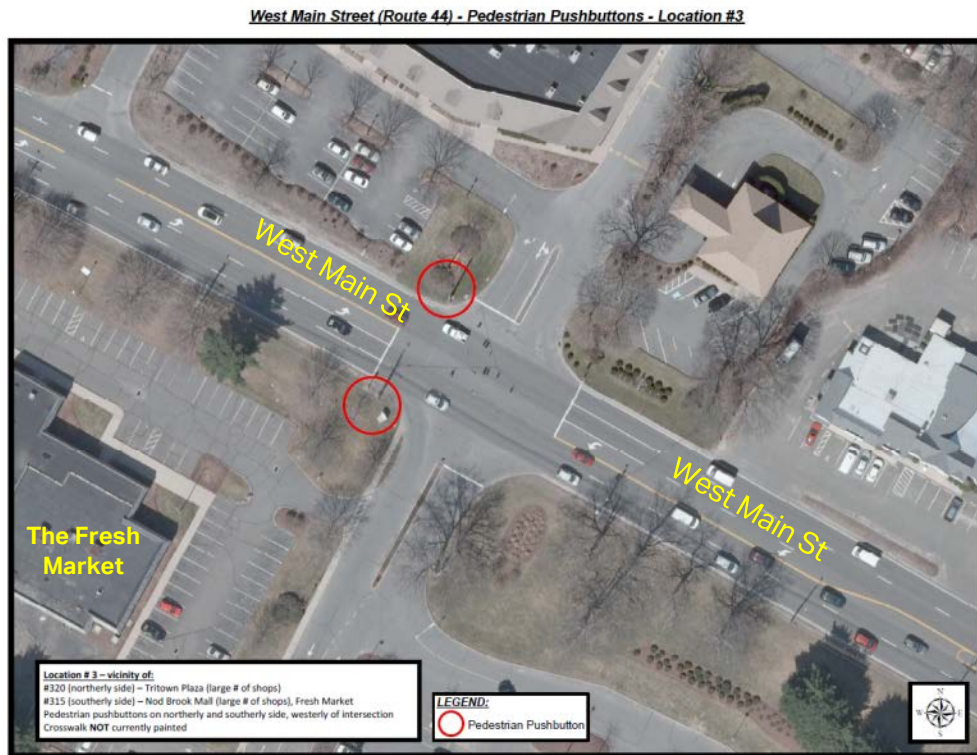 West Main Street (Route 44) - Pedestrian Pushbuttons - Location #3
West Main St
West Main St
The Fresh
Market
Location # 3 – vicinity of:
#320 (northerly side) – Tritown Plaza (large # of shops)
#315 (southerly side) – Nod Brook Mall (large # of shops), Fresh Market
Pedestrian pushbuttons on northerly and southerly side, westerly of intersection
Crosswalk NOT currently painted
LEGEND:
Pedestrian Pushbutton
N
W E
S